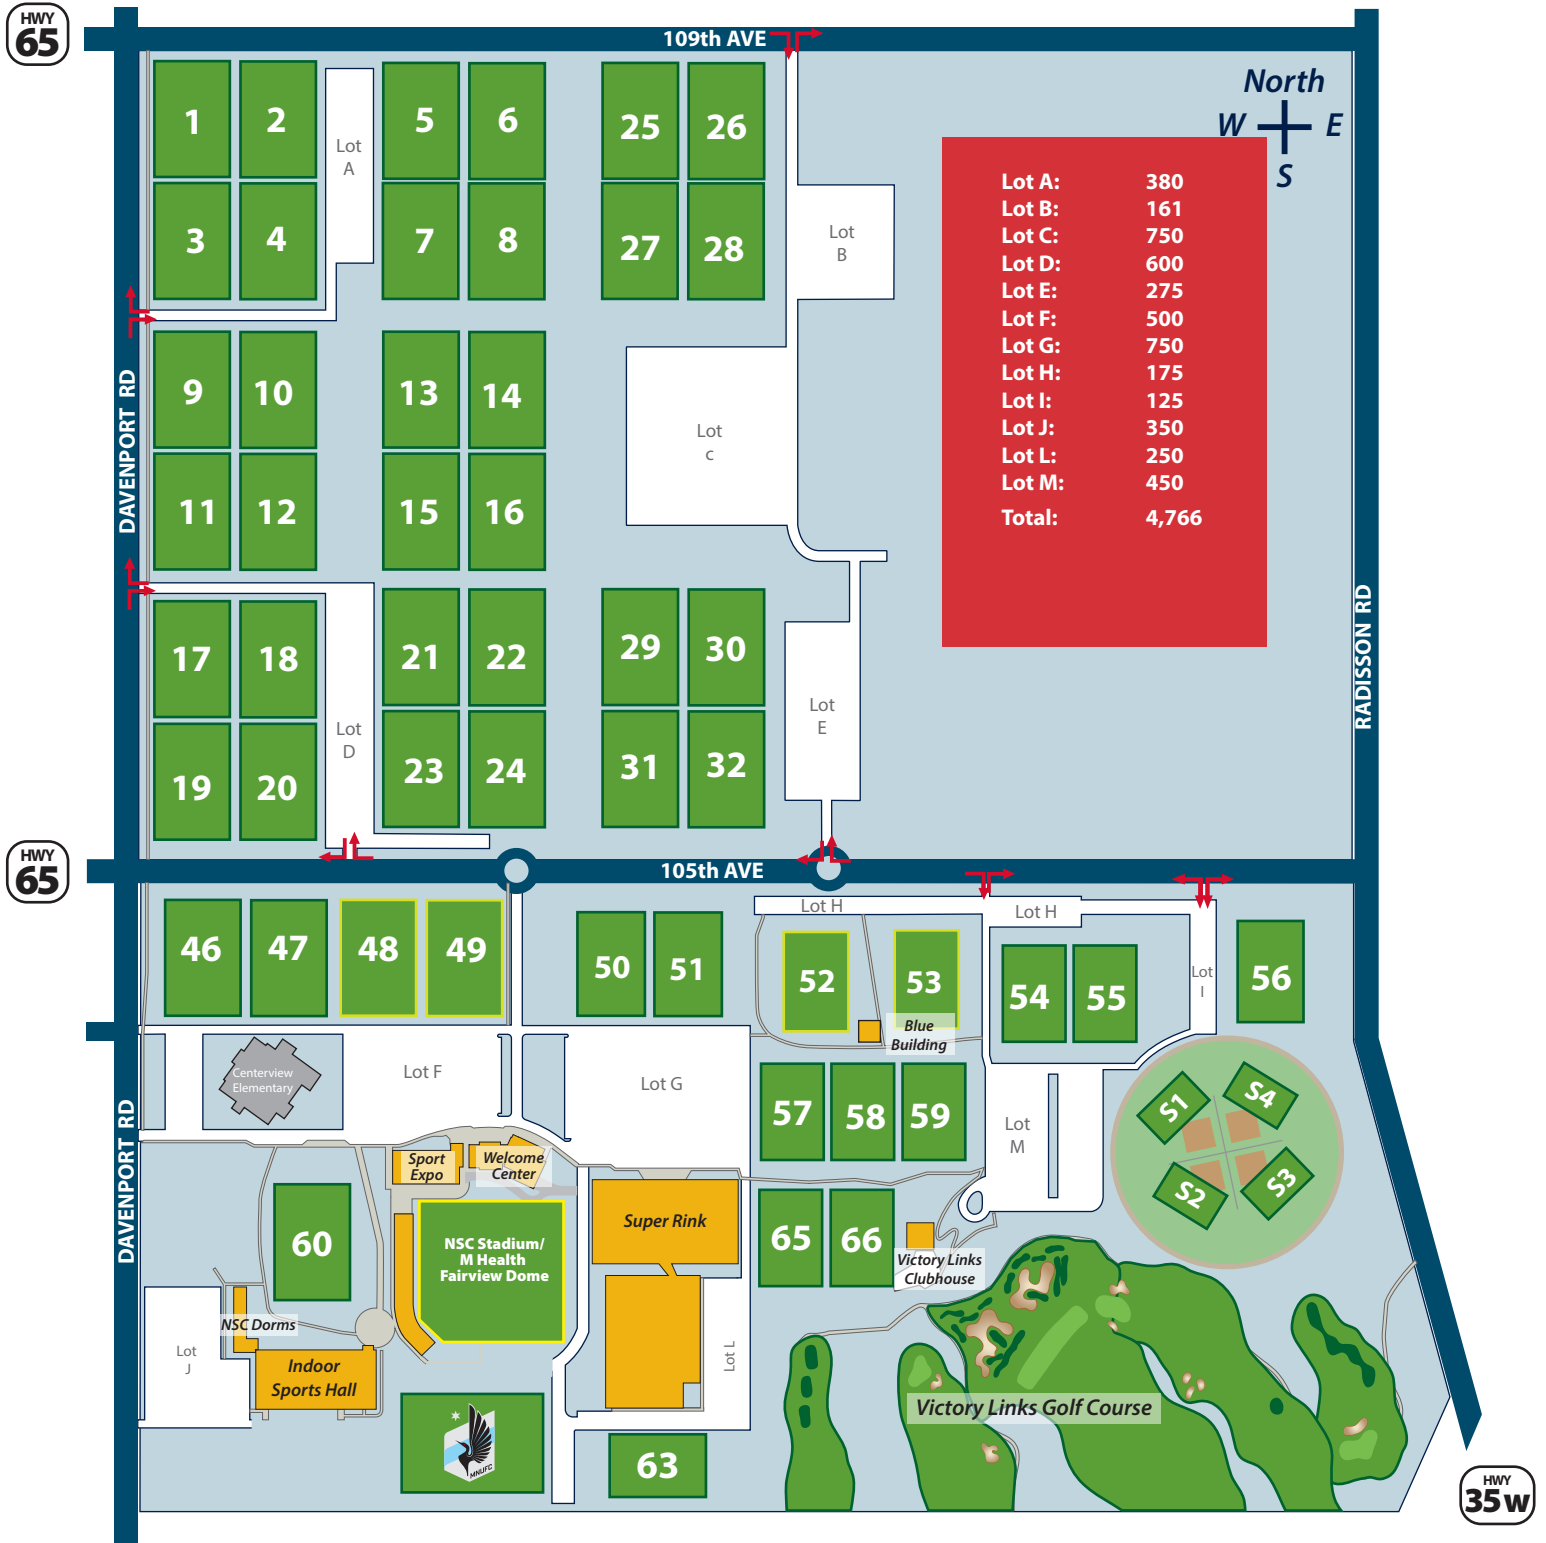 HWY
65
109th AVE
North
W E
S
1 2
Lot
A
5 6
25 26
3 4
7 8
27 28
Lot
B
Lot A: 380
Lot B: 161
Lot C: 750
Lot D: 600
Lot E: 275
Lot F: 500
Lot G: 750
Lot H: 175
Lot I: 125
Lot J: 350
Lot L: 250
Lot M: 450
Total: 4,766
DAVENPORT RD
9 10
13 14
Lot
c
11 12
15 16
RADISSON RD
17 18
21 22
29 30
Lot
E
Lot
D
19 20
23 24
31 32
HWY
65
105th AVE
Lot H
Lot H
46 47 48 49
50 51
52 53
54 55
Lot
I
56
Blue
Building
Centerview
Elementary
Lot F
Lot G
57 58 59
Lot
M
S1 S4
S2 S3
DAVENPORT RD
Sport
Expo
Welcome
Center
60
NSC Stadium/
M Health
Fairview Dome
Super Rink
65 66
Victory Links
Clubhouse
NSC Dorms
Lot
J
Indoor
Sports Hall
Lot L
Victory Links Golf Course
MNUFC
63
HWY
35W